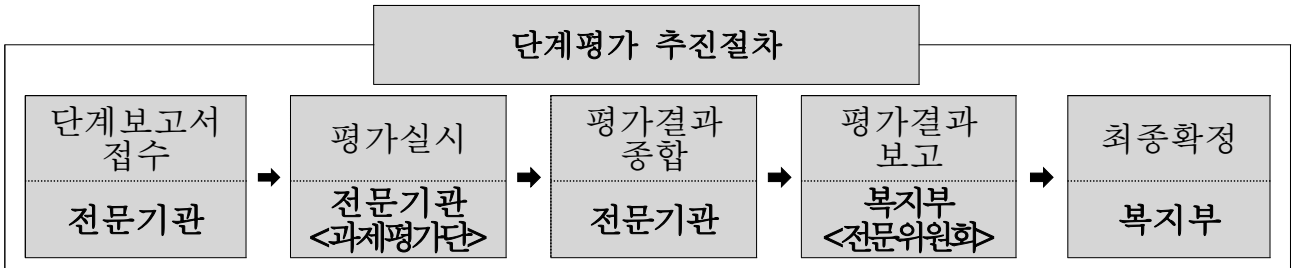 단계평가 추진절차
단계보고서
접수
전문기관
평가실시
전문기관
<과제평가단>
평가결과
종합
전문기관
평가결과
보고
복지부
<전문위원회>
최종확정
복지부